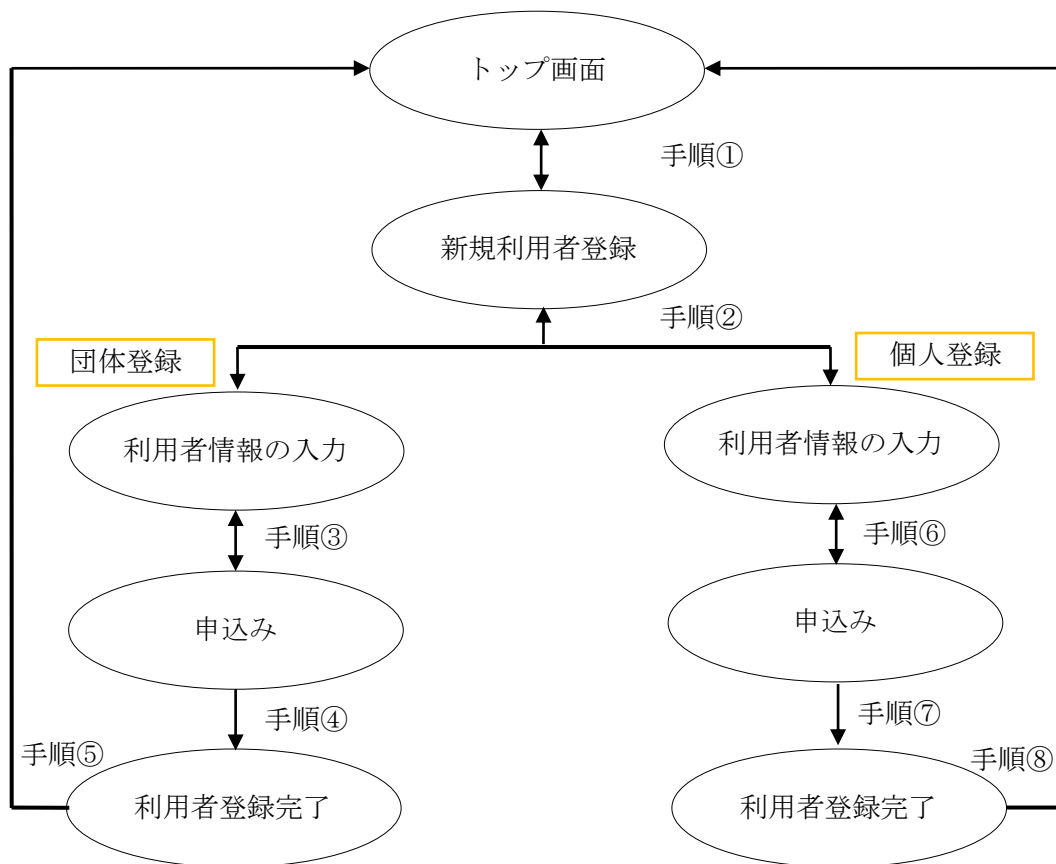 トップ画面
手順①
新規利用者登録
手順②
団体登録
個人登録
利用者情報の入力
利用者情報の入力
手順③
手順⑥
申込み
申込み
手順④
手順⑦
手順⑤
手順⑧
利用者登録完了
利用者登録完了